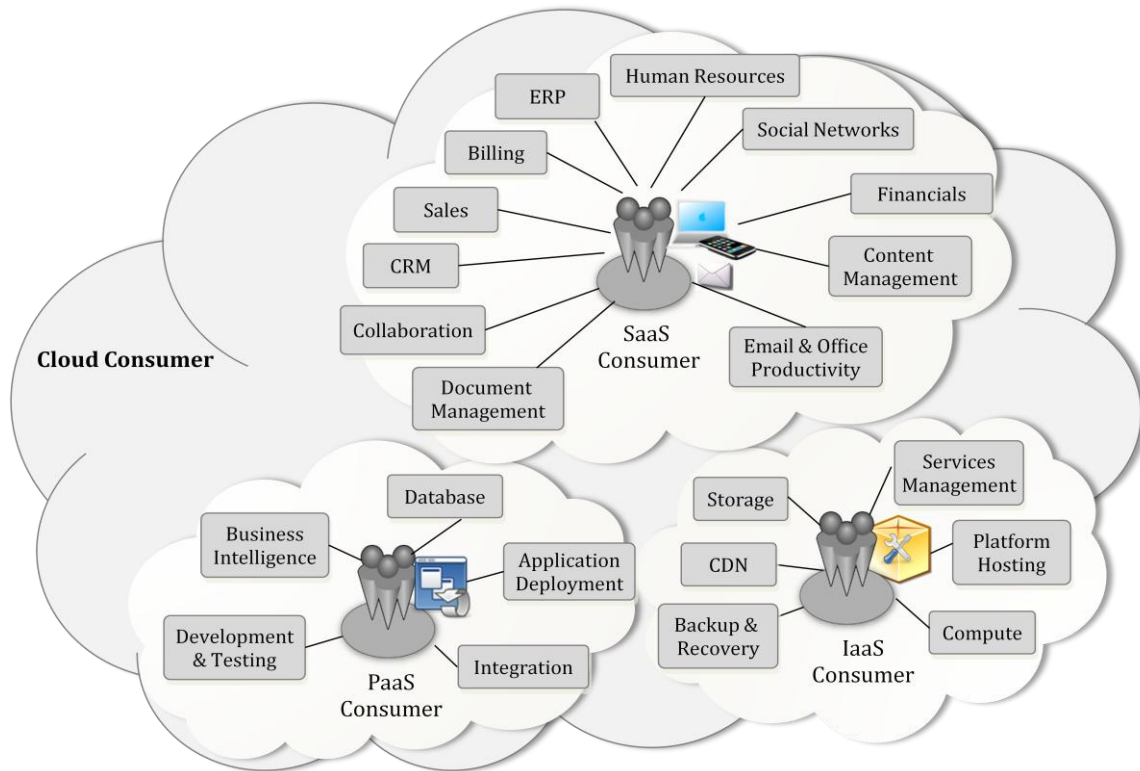 Human Resources
ERP
Social Networks
Billing
Sales
Financials
CRM
Content
Management
Collaboration
SaaS
Consumer
Email & Office
Productivity
Document
Management
Cloud Consumer
Database
Business
Intelligence
Application
Deployment
Development
& Testing
Integration
PaaS
Consumer
Services
Management
Storage
Platform
Hosting
CDN
Backup &
Recovery
Compute
IaaS
Consumer